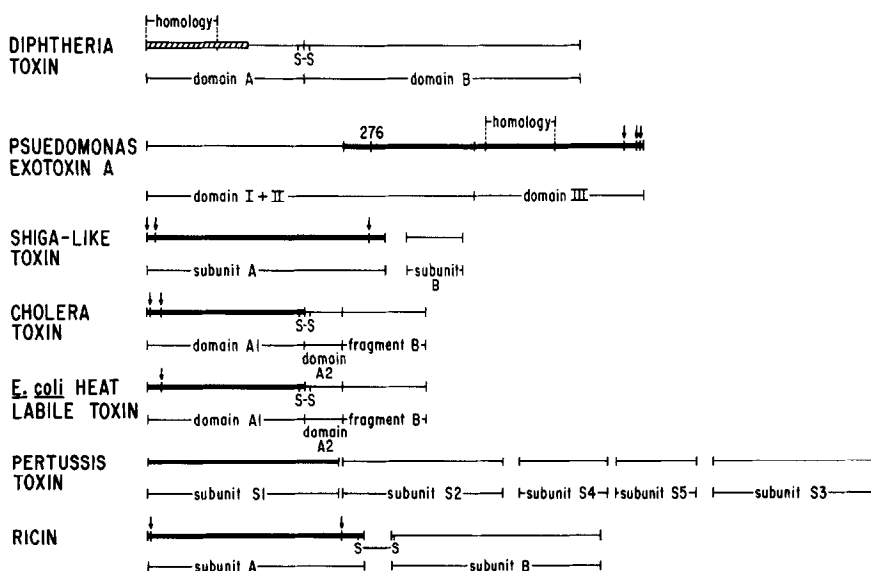 homology
DIPHTHERIA
TOXIN
S-S
domain A
domain B
homology
276
PSUEDOMONAS
EXOTOXIN A
domain I + II
domain III
SHIGA-LIKE
TOXIN
subunit A
subunit
B
CHOLERA
TOXIN
S-S
domain A1
domain
A2
fragment B
E. coli HEAT
LABILE TOXIN
S-S
domain A1
domain
A2
fragment B
PERTUSSIS
TOXIN
subunit S1
subunit S2
subunit S4
subunit S5
subunit S3
RICIN
S
S
subunit A
subunit B